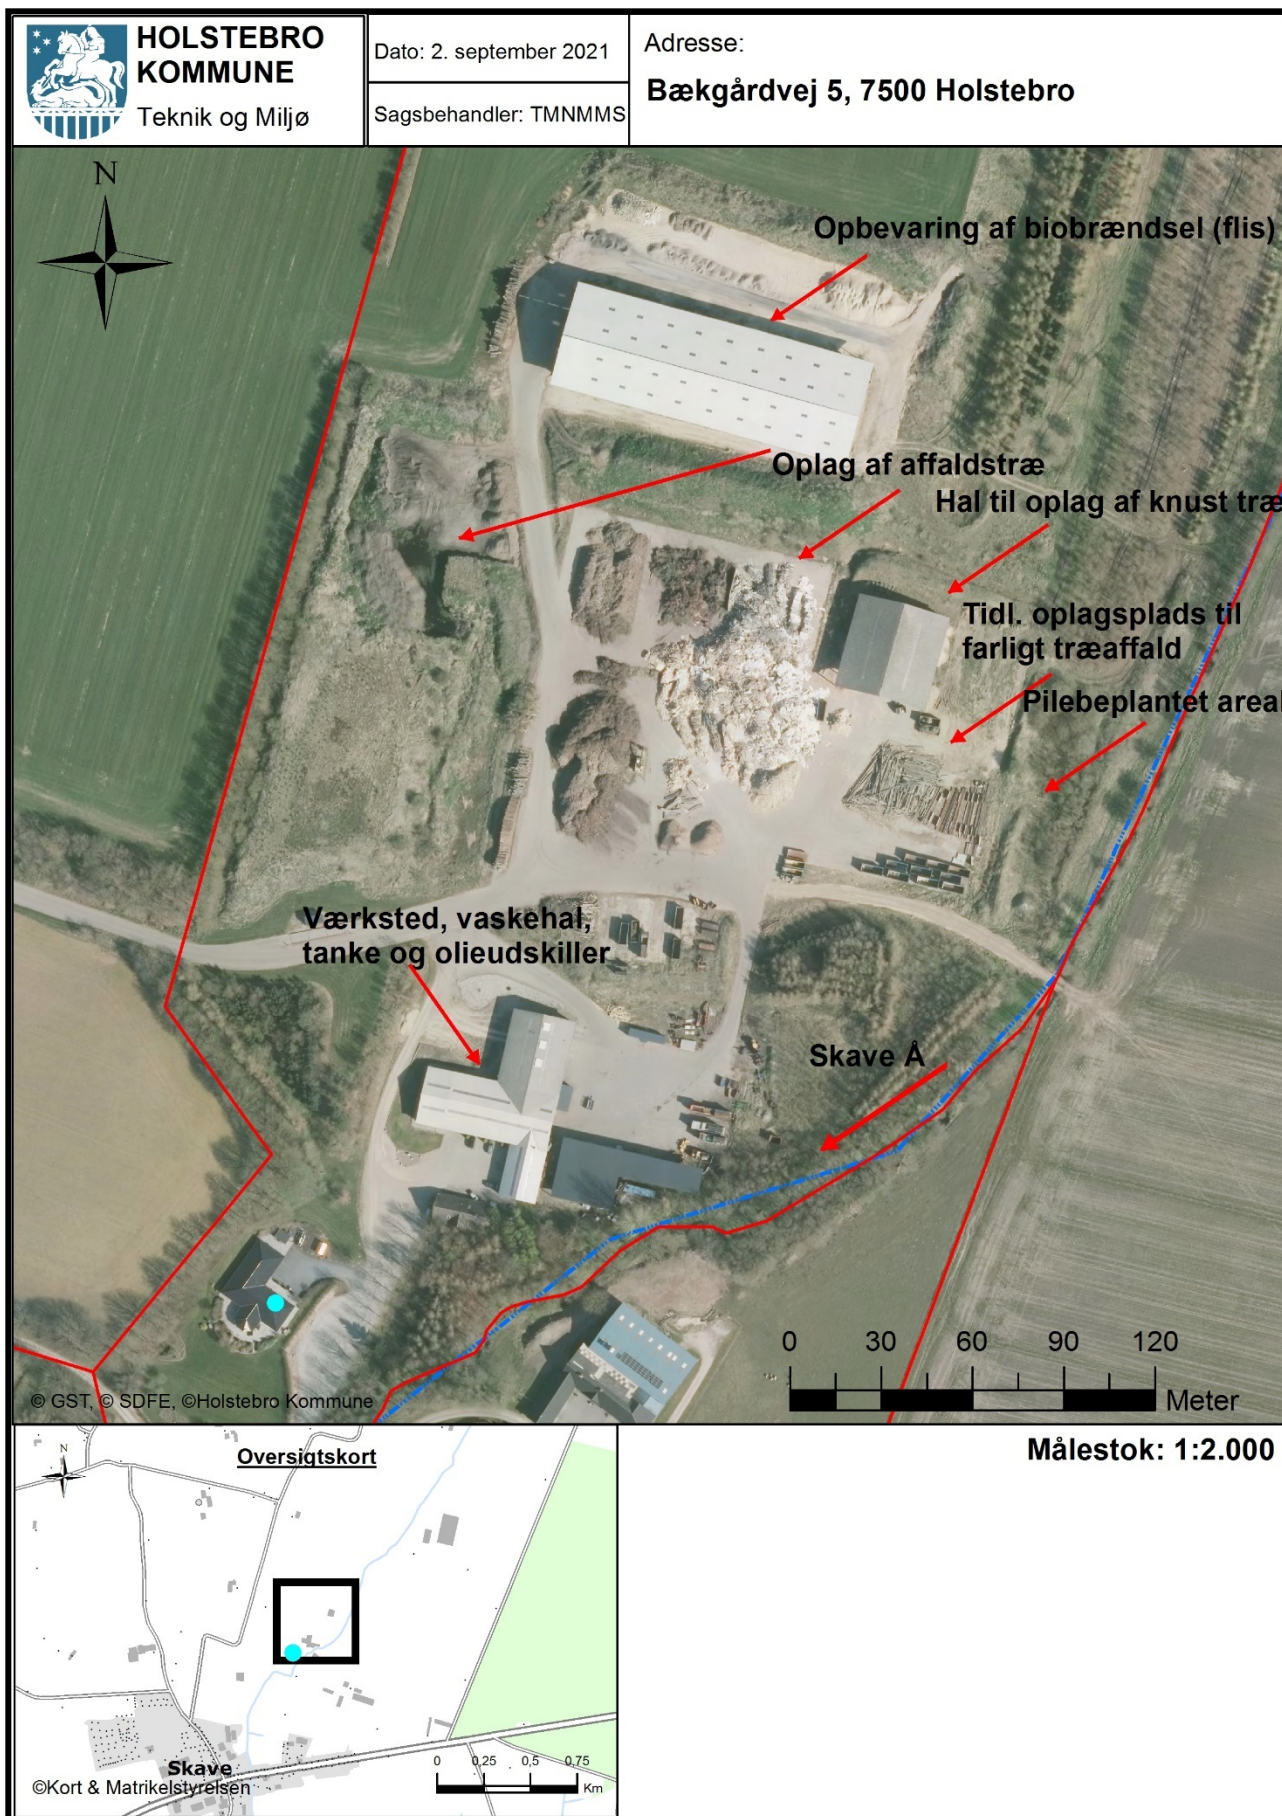 HOLSTEBRO
KOMMUNE
Teknik og Miljø
Dato: 2. september 2021
Sagsbehandler: TMNMMS
Adresse:
Bækgårdvej 5, 7500 Holstebro
N
Opbevaring af biobrændsel (flis)
Oplag af affaldstræ
Hal til oplag af knust træ
Tidl. oplagsplads til
farligt træaffald
Pilebeplantet areal
Værksted, vaskehal,
tanke og olieudskiller
Skave Å
0 30 60 90 120
Meter
© GST, © SDFE, ©Holstebro Kommune
Målestok: 1:2.000
N
Oversigtskort
Skave
©Kort & Matrikelstyrelsen
0 0,25 0,5 0,75
Km